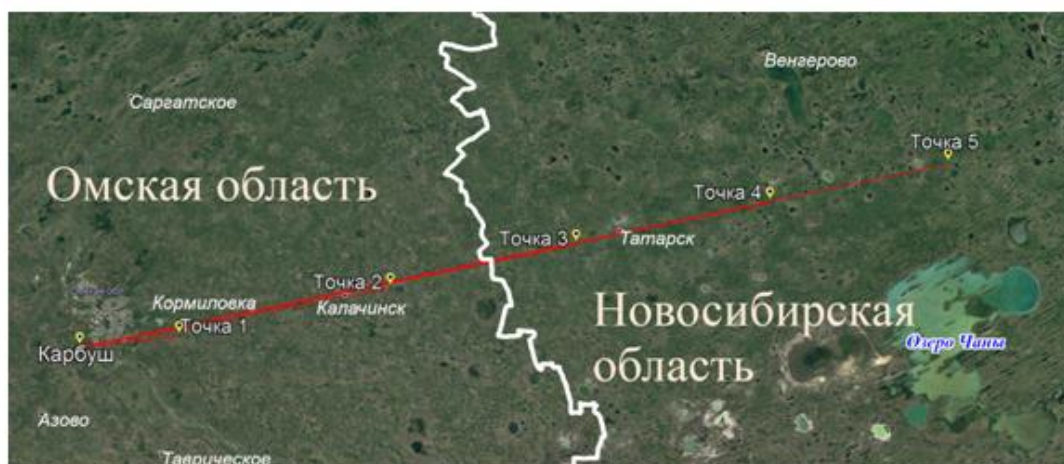 Венгерово
Саргатское
Точка 5
Омская область
Точка 4
Точка 3
Татарск
Точка 2
Кормиловка
Калачинск
Точка 1
Новосибирская
область
Карбуш
Озеро Чаны
Азово
Таврическое